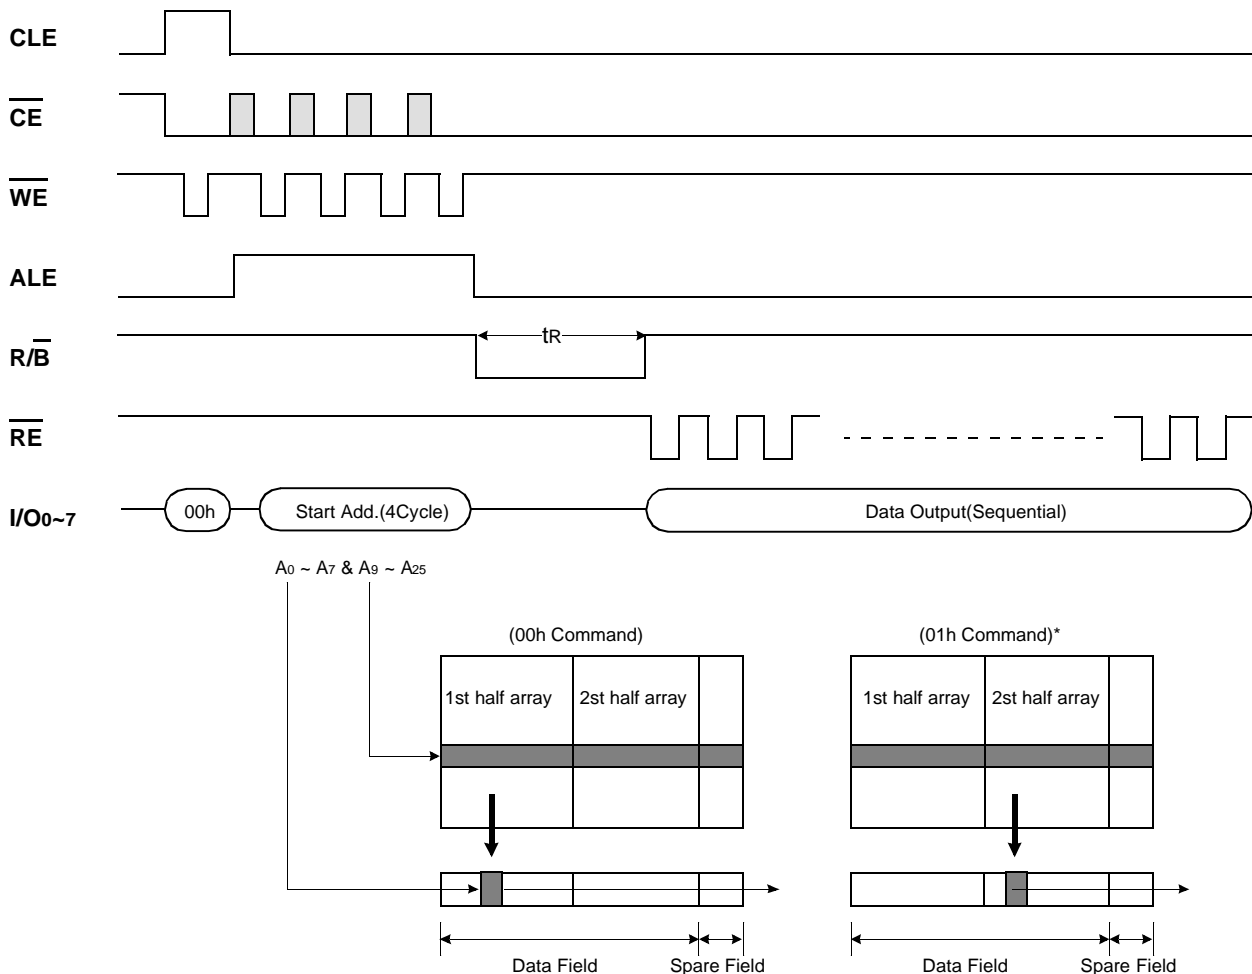 CLE
CE
WE
ALE
R/B
tR
RE
I/O0~7
00h
Start Add.(4Cycle)
Data Output(Sequential)
A0 ~ A7 & A9 ~ A25
(00h Command)
(01h Command)*
1st half array
2st half array
1st half array
2st half array
Data Field
Spare Field
Data Field
Spare Field